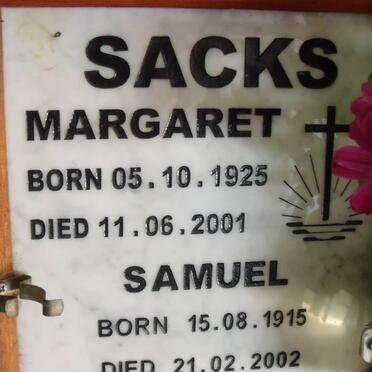 SACKS
MARGARET
BORN 05.10.1925
DIED 11.06.2001
SAMUEL
BORN 15.08.1915
DIED 21.02.2002